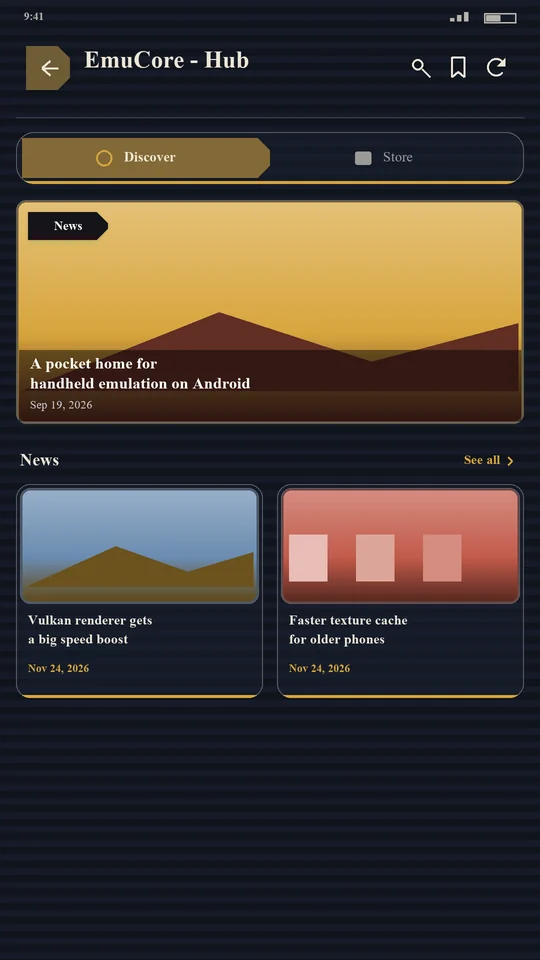 9:41
EmuCore - Hub
Discover
Store
News
A pocket home for
handheld emulation on Android
Sep 19, 2026
News
See all
Vulkan renderer gets
a big speed boost
Nov 24, 2026
Faster texture cache
for older phones
Nov 24, 2026